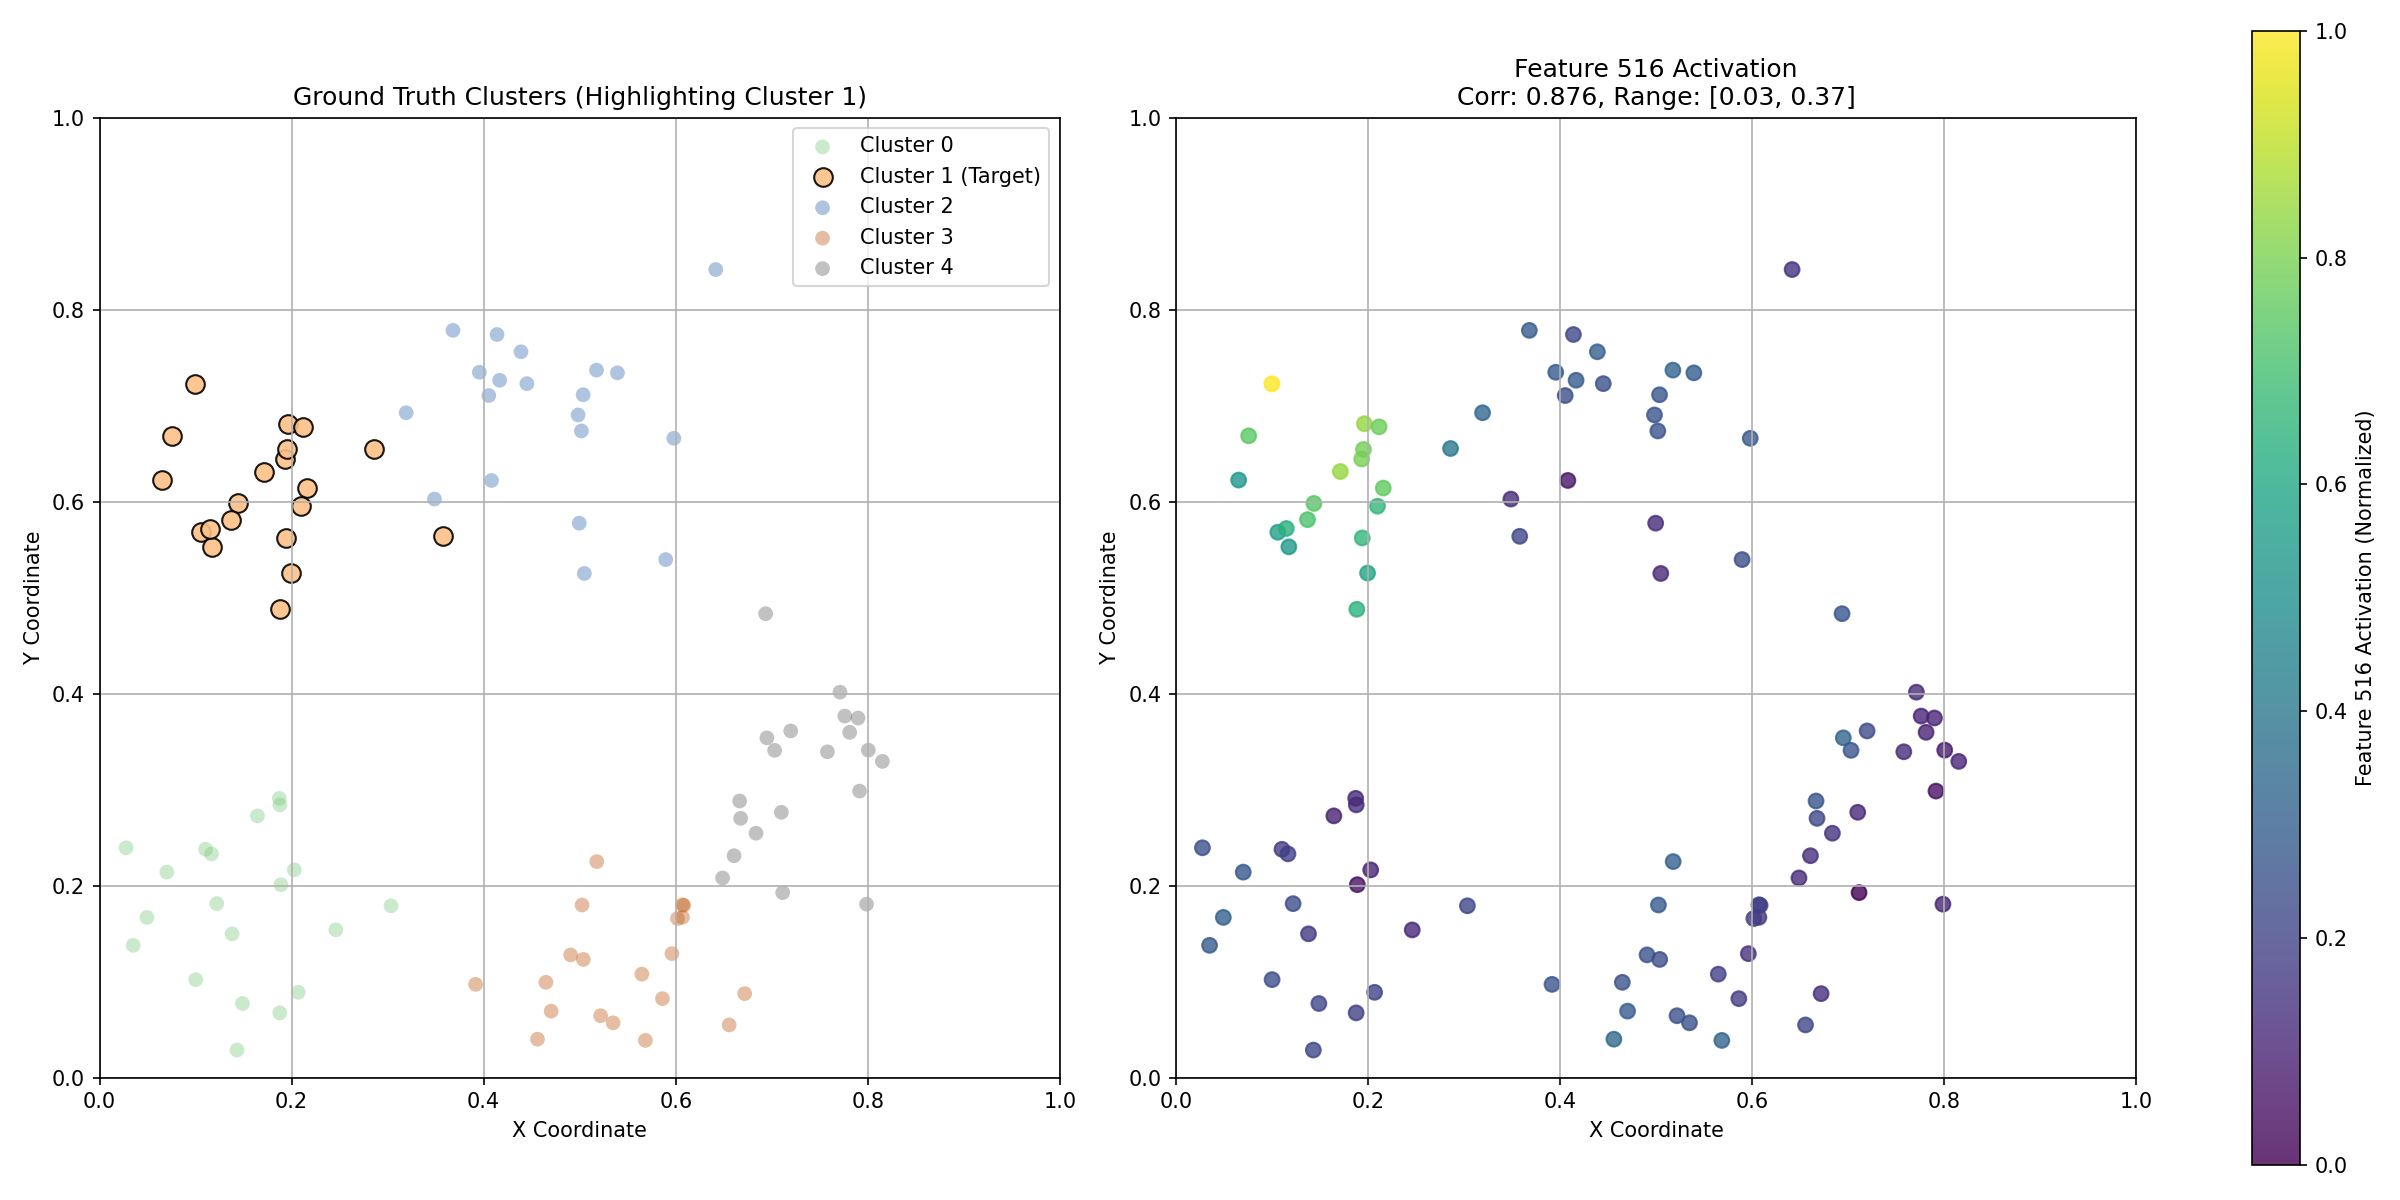 Ground Truth Clusters (Highlighting Cluster 1)
Cluster 0
Cluster 1 (Target)
Cluster 2
Cluster 3
Cluster 4
Y Coordinate
1.0
0.8
0.6
0.4
0.2
0.0
0.0 0.2 0.4 0.6 0.8 1.0
X Coordinate
Feature 516 Activation
Corr: 0.876, Range: [0.03, 0.37]
Y Coordinate
1.0
0.8
0.6
0.4
0.2
0.0
0.0 0.2 0.4 0.6 0.8 1.0
X Coordinate
1.0
0.8
0.6
0.4
0.2
0.0
Feature 516 Activation (Normalized)